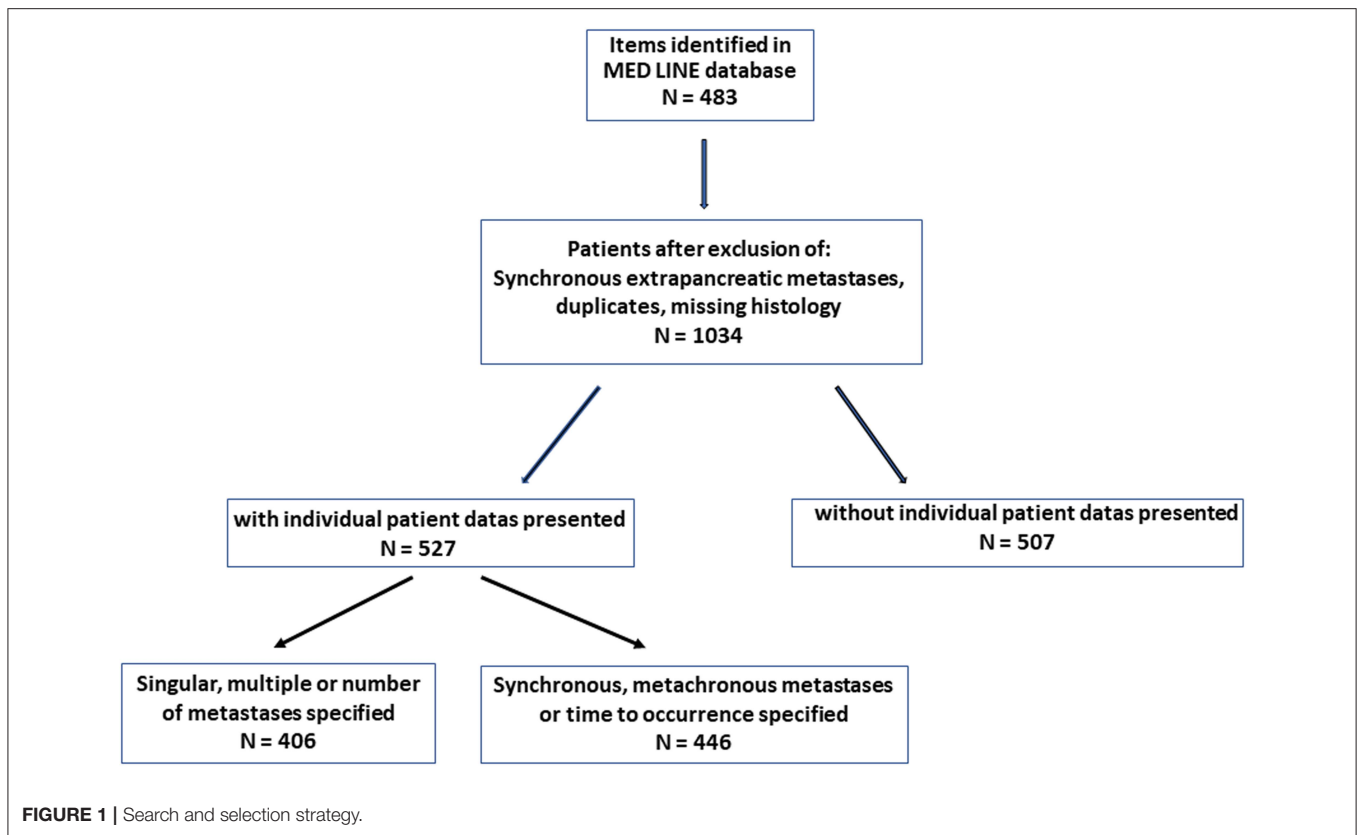 Items identified in
MED LINE database
N = 483
Patients after exclusion of:
Synchronous extrapancreatic metastases,
duplicates, missing histology
N = 1034
with individual patient datas presented
N = 527
without individual patient datas presented
N = 507
Singular, multiple or number
of metastases specified
N = 406
Synchronous, metachronous metastases
or time to occurrence specified
N = 446
FIGURE 1 | Search and selection strategy.